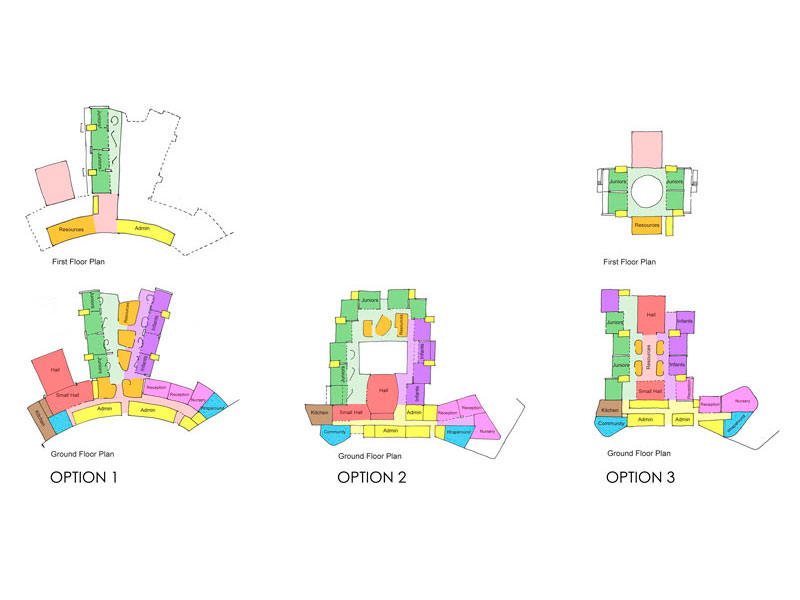 Juniors
Juniors
Resources
Admin
First Floor Plan
Juniors
Resources
Infants
Juniors
Infants
Hall
Small Hall
Reception
Reception
Nursery
Wraparound
Kitchen
Admin
Admin
Ground Floor Plan
OPTION 1
Juniors
Resources
Infants
Juniors
Hall
Infants
Kitchen
Small Hall
Admin
Reception
Reception
Community
Admin
Wraparound
Nursery
Ground Floor Plan
OPTION 2
Juniors
Juniors
Resources
First Floor Plan
Hall
Juniors
Infants
Resources
Juniors
Infants
Small Hall
Reception
Reception
Nursery
Kitchen
Community
Admin
Admin
Wraparound
Ground Floor Plan
OPTION 3